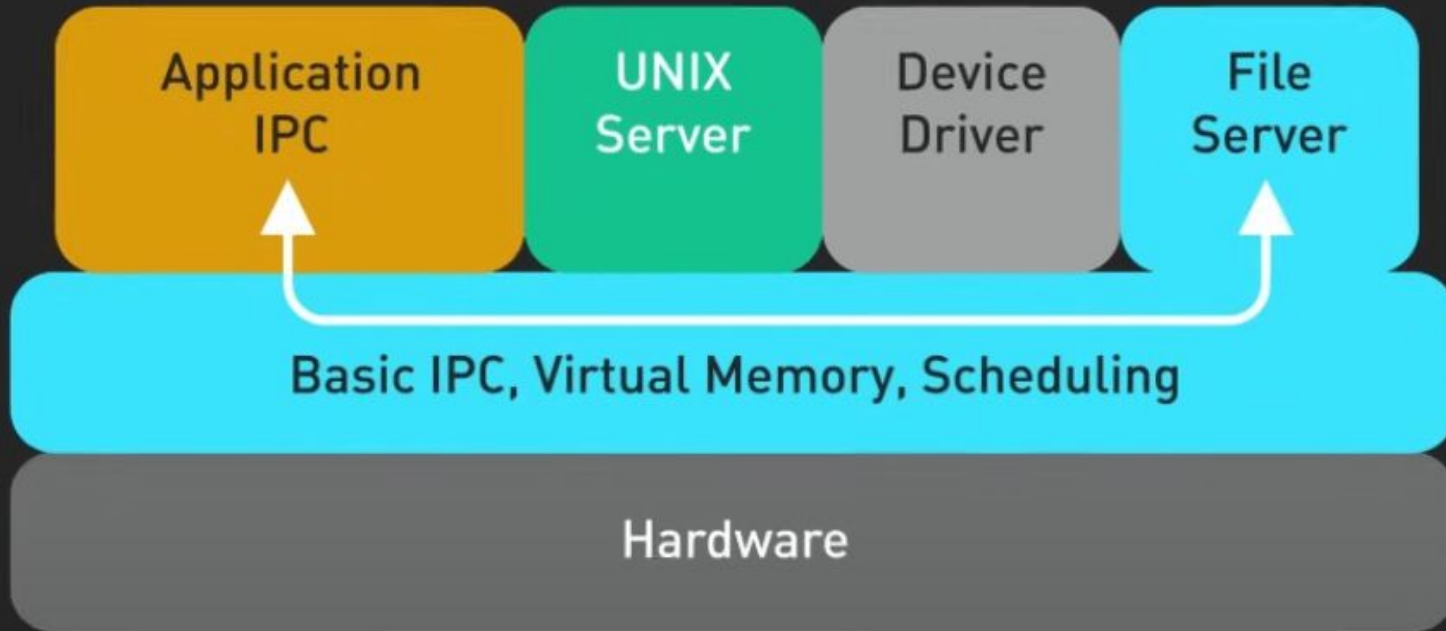 Application
IPC
UNIX
Server
Device
Driver
File
Server
Basic IPC, Virtual Memory, Scheduling
Hardware